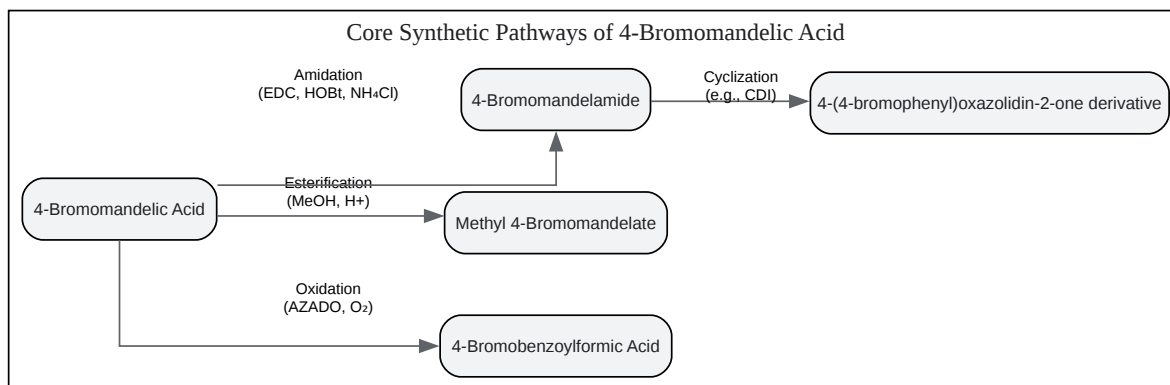 Core Synthetic Pathways of 4-Bromomandelic Acid
Amidation
(EDC, HOBt, NH₄Cl)
4-Bromomandelamide
Cyclization
(e.g., CDI)
4-(4-bromophenyl)oxazolidin-2-one derivative
4-Bromomandelic Acid
Esterification
(MeOH, H+)
Methyl 4-Bromomandelate
Oxidation
(AZADO, O₂)
4-Bromobenzoylformic Acid